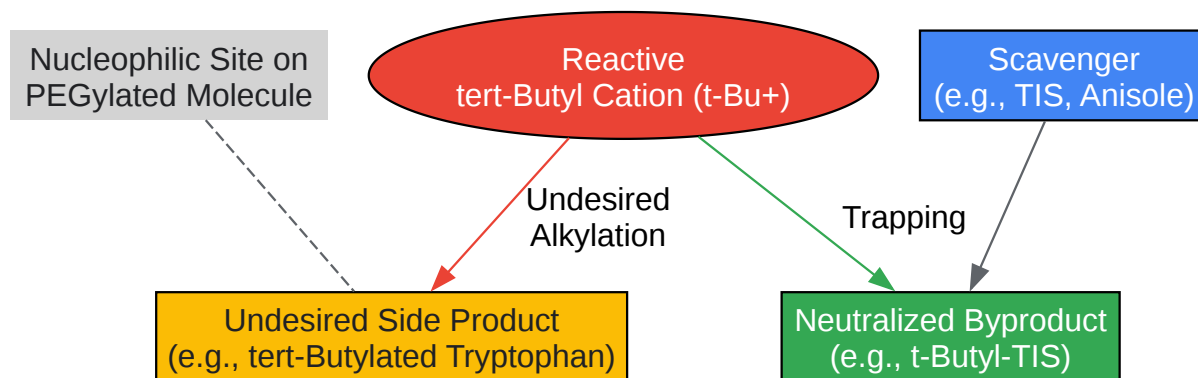 Nucleophilic Site on
PEGylated Molecule
Reactive
tert-Butyl Cation (t-Bu+)
Scavenger
(e.g., TIS, Anisole)
Undesired
Alkylation
Trapping
Undesired Side Product
(e.g., tert-Butylated Tryptophan)
Neutralized Byproduct
(e.g., t-Butyl-TIS)